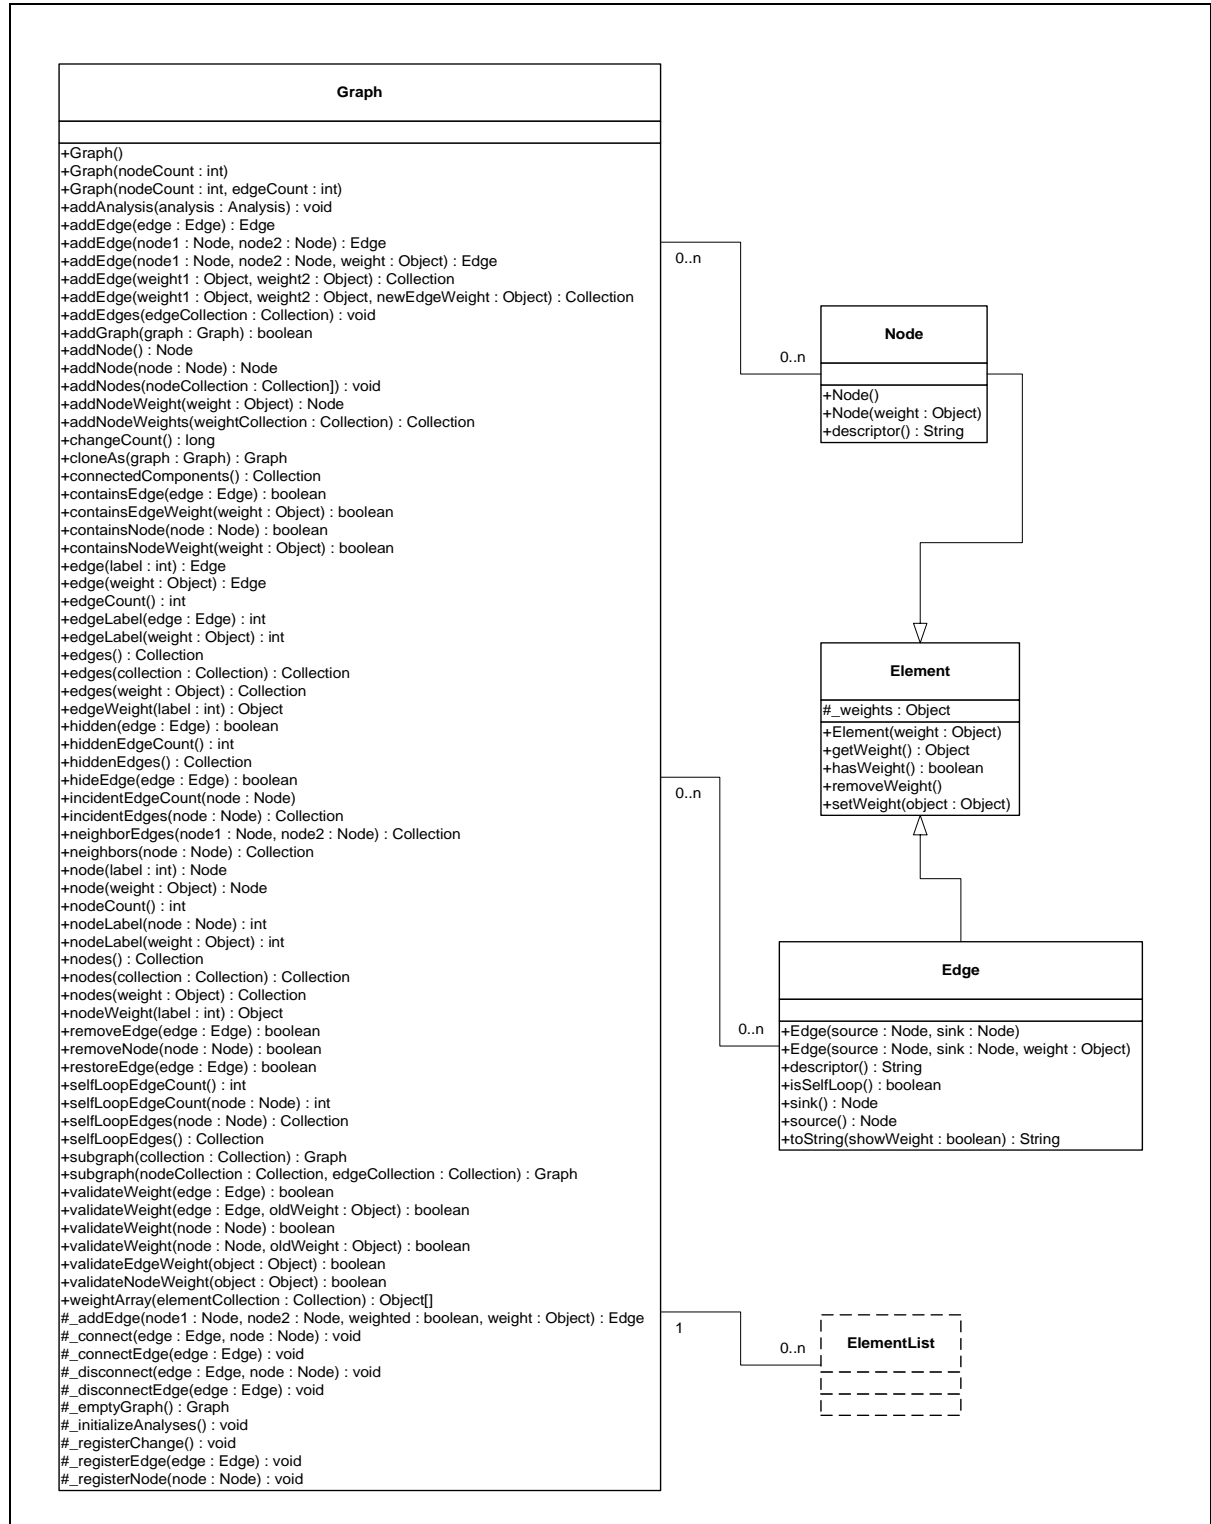 Graph
+Graph()
+Graph(nodeCount : int)
+Graph(nodeCount : int, edgeCount : int)
+addAnalysis(analysis : Analysis) : void
+addEdge(edge : Edge) : Edge
+addEdge(node1 : Node, node2 : Node) : Edge
+addEdge(node1 : Node, node2 : Node, weight : Object) : Edge
+addEdge(weight1 : Object, weight2 : Object) : Collection
+addEdge(weight1 : Object, weight2 : Object, newEdgeWeight : Object) : Collection
+addEdges(edgeCollection : Collection) : void
+addGraph(graph : Graph) : boolean
+addNode() : Node
+addNode(node : Node) : Node
+addNodes(nodeCollection : Collection]) : void
+addNodeWeight(weight : Object) : Node
+addNodeWeights(weightCollection : Collection) : Collection
+changeCount() : long
+cloneAs(graph : Graph) : Graph
+connectedComponents() : Collection
+containsEdge(edge : Edge) : boolean
+containsEdgeWeight(weight : Object) : boolean
+containsNode(node : Node) : boolean
+containsNodeWeight(weight : Object) : boolean
+edge(label : int) : Edge
+edge(weight : Object) : Edge
+edgeCount() : int
+edgeLabel(edge : Edge) : int
+edgeLabel(weight : Object) : int
+edges() : Collection
+edges(collection : Collection) : Collection
+edges(weight : Object) : Collection
+edgeWeight(label : int) : Object
+hidden(edge : Edge) : boolean
+hiddenEdgeCount() : int
+hiddenEdges() : Collection
+hideEdge(edge : Edge) : boolean
+incidentEdgeCount(node : Node)
+incidentEdges(node : Node) : Collection
+neighborEdges(node1 : Node, node2 : Node) : Collection
+neighbors(node : Node) : Collection
+node(label : int) : Node
+node(weight : Object) : Node
+nodeCount() : int
+nodeLabel(node : Node) : int
+nodeLabel(weight : Object) : int
+nodes() : Collection
+nodes(collection : Collection) : Collection
+nodes(weight : Object) : Collection
+nodeWeight(label : int) : Object
+removeEdge(edge : Edge) : boolean
+removeNode(node : Node) : boolean
+restoreEdge(edge : Edge) : boolean
+selfLoopEdgeCount() : int
+selfLoopEdgeCount(node : Node) : int
+selfLoopEdges(node : Node) : Collection
+selfLoopEdges() : Collection
+subgraph(collection : Collection) : Graph
+subgraph(nodeCollection : Collection, edgeCollection : Collection) : Graph
+validateWeight(edge : Edge) : boolean
+validateWeight(edge : Edge, oldWeight : Object) : boolean
+validateWeight(node : Node) : boolean
+validateWeight(node : Node, oldWeight : Object) : boolean
+validateEdgeWeight(object : Object) : boolean
+validateNodeWeight(object : Object) : boolean
+weightArray(elementCollection : Collection) : Object[]
#_addEdge(node1 : Node, node2 : Node, weighted : boolean, weight : Object) : Edge
#_connect(edge : Edge, node : Node) : void
#_connectEdge(edge : Edge) : void
#_disconnect(edge : Edge, node : Node) : void
#_disconnectEdge(edge : Edge) : void
#_emptyGraph() : Graph
#_initializeAnalyses() : void
#_registerChange() : void
#_registerEdge(edge : Edge) : void
#_registerNode(node : Node) : void
0..n
0..n
Node
+Node()
+Node(weight : Object)
+descriptor() : String
Element
#_weights : Object
+Element(weight : Object)
+getWeight() : Object
+hasWeight() : boolean
+removeWeight()
+setWeight(object : Object)
0..n
0..n
Edge
+Edge(source : Node, sink : Node)
+Edge(source : Node, sink : Node, weight : Object)
+descriptor() : String
+isSelfLoop() : boolean
+sink() : Node
+source() : Node
+toString(showWeight : boolean) : String
1
0..n
ElementList